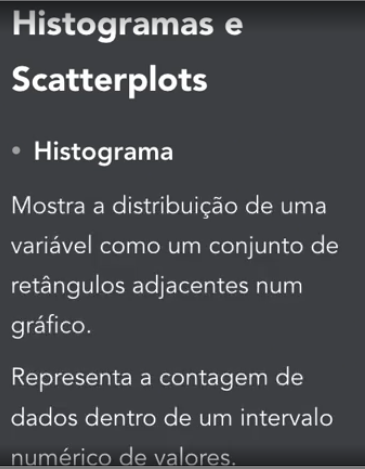 Histogramas e
Scatterplots
• Histograma
Mostra a distribuição de uma
variável como um conjunto de
retângulos adjacentes num
gráfico.
Representa a contagem de
dados dentro de um intervalo
numérico de valores.